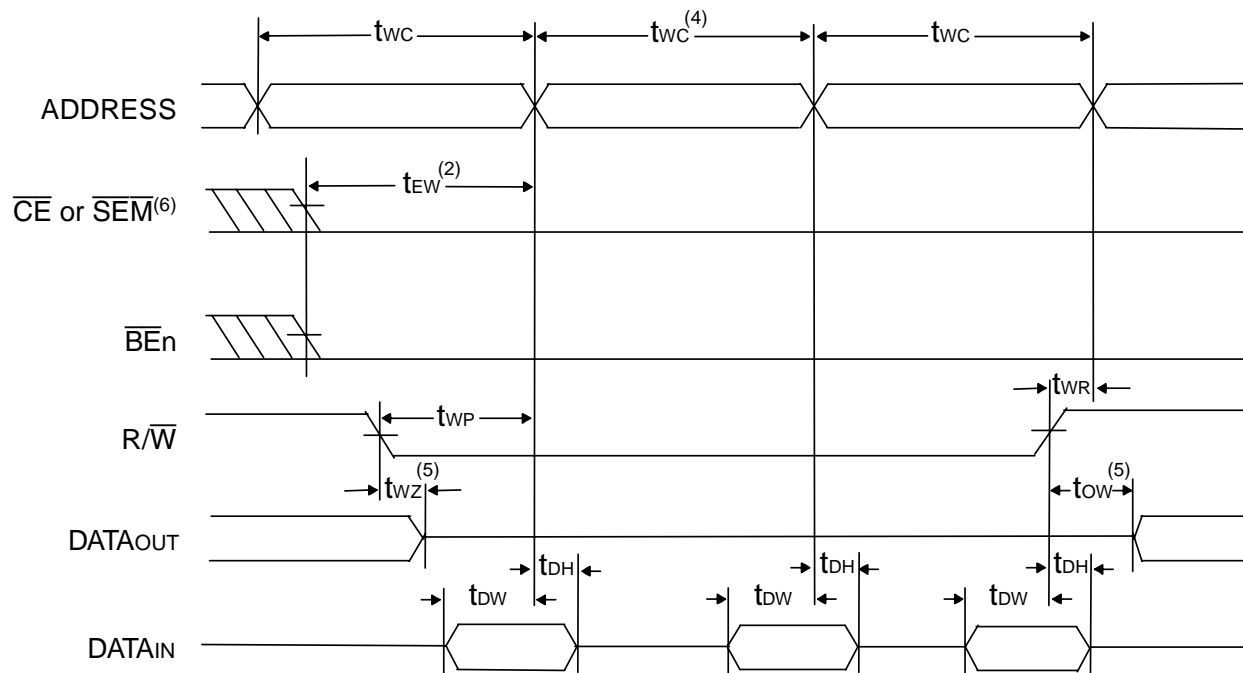 tWC tWC(4) tWC
ADDRESS
tEW(2)
CE or SEM(6)
BEn
tWR
tWP
R/W
tWZ(5) tOW(5)
DATAOUT
tDH tDH tDH
tDW tDW tDW
DATAIN